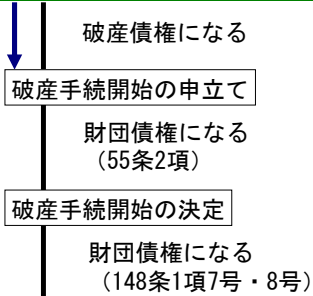 破産債権になる
破産手続開始の申立て
財団債権になる
（55条2項）
破産手続開始の決定
財団債権になる
（148条1項7号・8号）